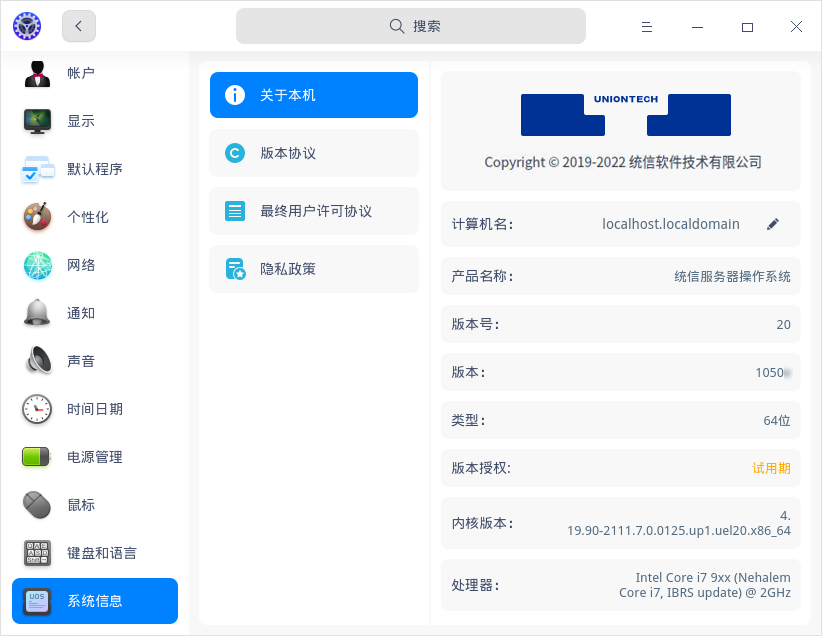 搜索
帐户
显示
默认程序
个性化
网络
通知
声音
时间日期
电源管理
鼠标
键盘和语言
系统信息
关于本机
版本协议
最终用户许可协议
隐私政策
UNIONTECH
Copyright © 2019-2022 统信软件技术有限公司
计算机名： localhost.localdomain
产品名称： 统信服务器操作系统
版本号： 20
版本： 1050
类型： 64位
版本授权: 试用期
内核版本： 4.
19.90-2111.7.0.0125.up1.uel20.x86_64
处理器： Intel Core i7 9xx (Nehalem
Core i7, IBRS update) @ 2GHz
UOS